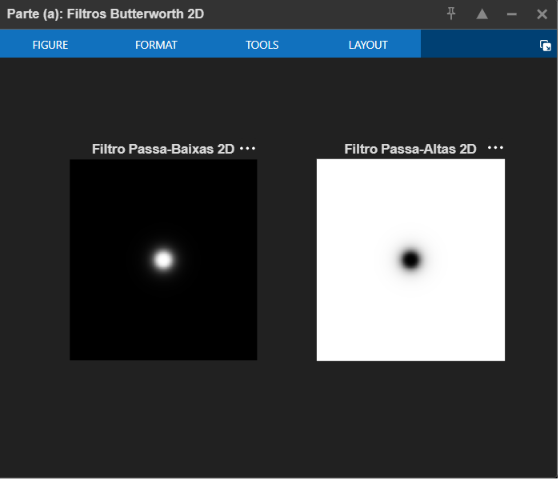 Parte (a): Filtros Butterworth 2D
FIGURE FORMAT TOOLS LAYOUT
Filtro Passa-Baixas 2D
Filtro Passa-Altas 2D